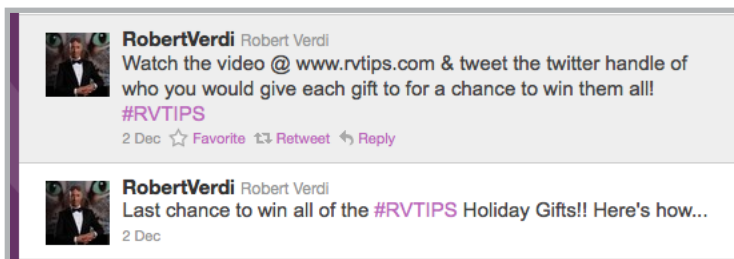 RobertVerdi Robert Verdi
Watch the video @ www.rvtips.com & tweet the twitter handle of
who you would give each gift to for a chance to win them all!
#RVTIPS
2 Dec Favorite Retweet Reply
RobertVerdi Robert Verdi
Last chance to win all of the #RVTIPS Holiday Gifts!! Here's how...
2 Dec